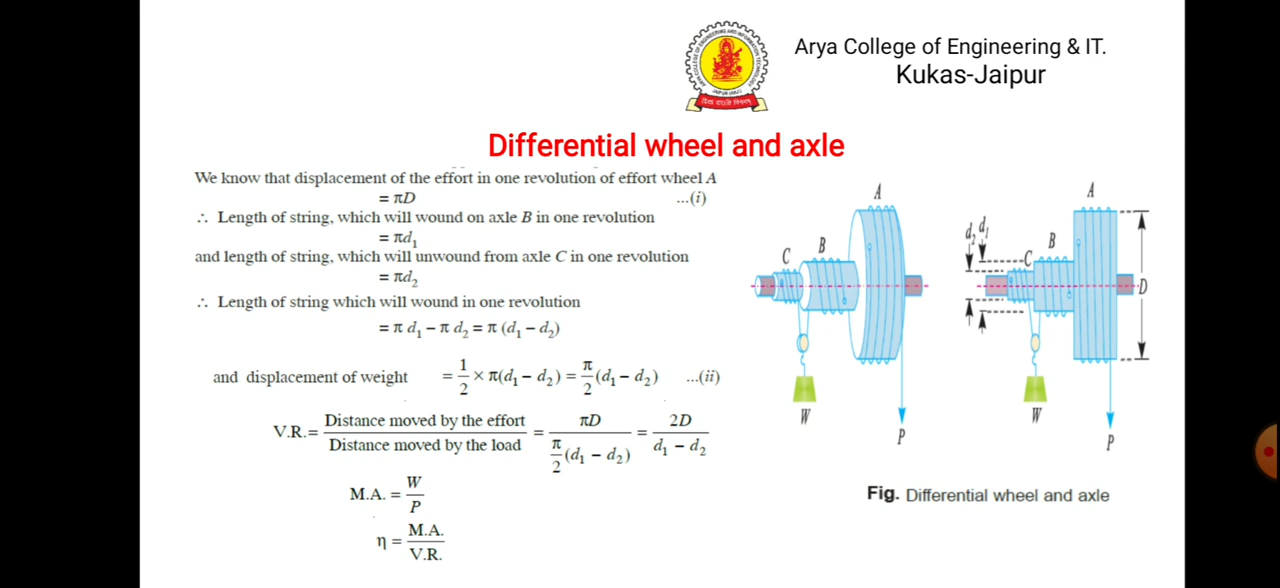 Arya College of Engineering & IT.
Kukas-Jaipur
Differential wheel and axle
We know that displacement of the effort in one revolution of effort wheel A
= πD ...(i)
∴ Length of string, which will wound on axle B in one revolution
= πd₁
and length of string, which will unwound from axle C in one revolution
= πd₂
∴ Length of string which will wound in one revolution
= π d₁ – π d₂ = π (d₁ – d₂)
and displacement of weight = 1/2 × π(d₁ – d₂) = π/2 (d₁ – d₂) ...(ii)
V.R.= Distance moved by the effort / Distance moved by the load = πD / π/2 (d₁ – d₂) = 2D / d₁ – d₂
M.A. = W/P
η = M.A./V.R.
A
B
C
W
P
A
d₂ d₁
B
C
D
W
P
Fig. Differential wheel and axle